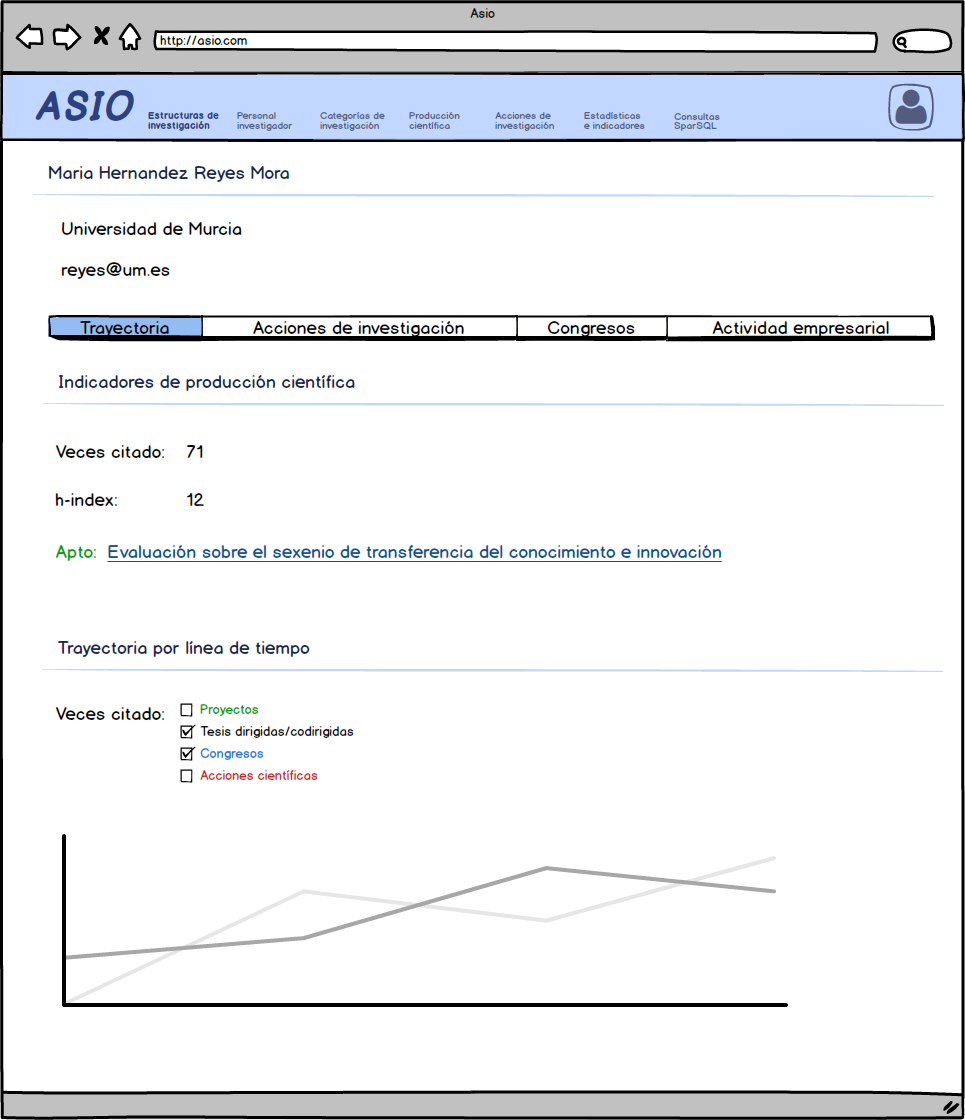 Asio
http://asio.com
ASIO
Estructuras de
investigación
Personal
investigador
Categorías de
investigación
Producción
científica
Acciones de
investigación
Estadísticas
e indicadores
Consultas
SparSQL
Maria Hernandez Reyes Mora
Universidad de Murcia
reyes@um.es
Trayectoria Acciones de investigación Congresos Actividad empresarial
Indicadores de producción científica
Veces citado: 71
h-index: 12
Apto: Evaluación sobre el sexenio de transferencia del conocimiento e innovación
Trayectoria por línea de tiempo
Veces citado:
Proyectos
Tesis dirigidas/codirigidas
Congresos
Acciones científicas